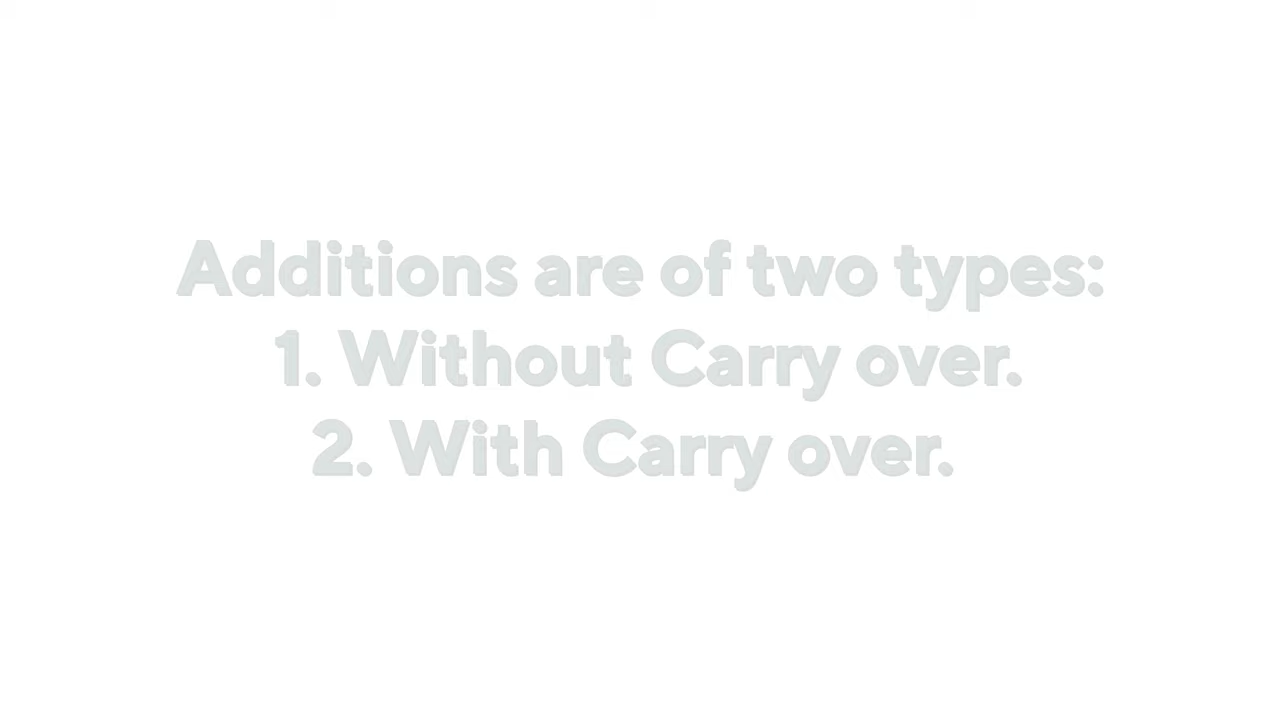 Additions are of two types:
1. Without Carry over.
2. With Carry over.